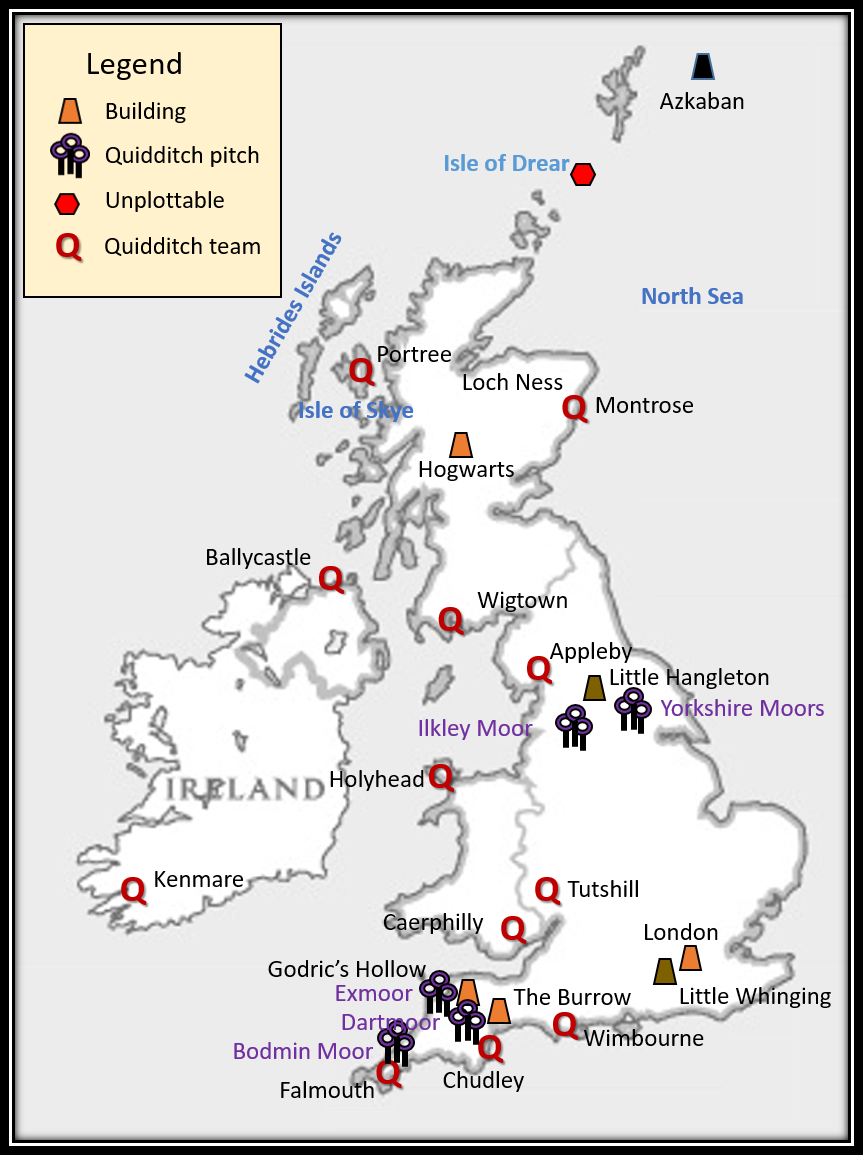 Legend
Building
Quidditch pitch
Unplottable
Q Quidditch team
Azkaban
Isle of Drear
Hebrides Islands
North Sea
Q Portree
Loch Ness
Isle of Skye
Q Montrose
Hogwarts
Ballycastle Q
Q Wigtown
Q Appleby
Little Hangleton
Yorkshire Moors
Ilkley Moor
Holyhead Q
IRELAND
Q Kenmare
Q Tutshill
Caerphilly Q
London
Godric's Hollow
Exmoor
The Burrow
Little Whinging
Dartmoor
Q Wimbourne
Bodmin Moor
Q Chudley
Q Falmouth